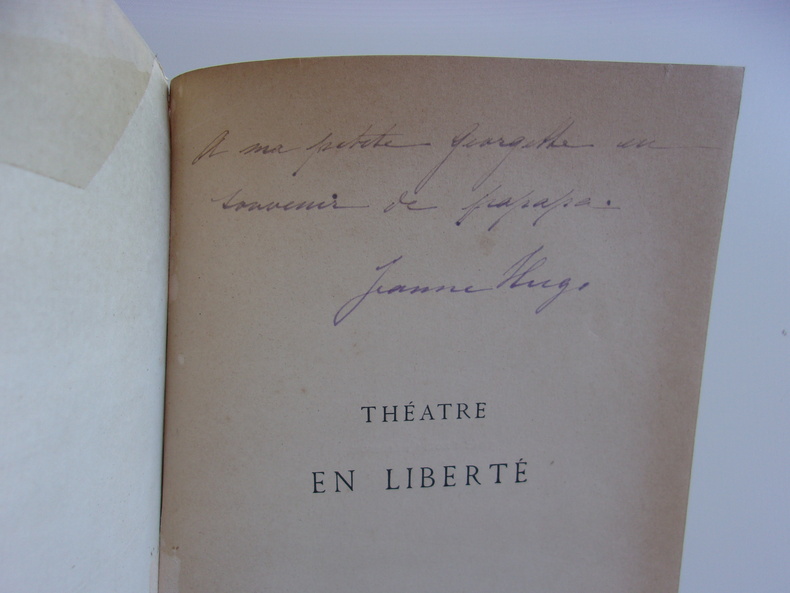 A ma petite Georgette en
souvenir de papapa.
Jeanne Hugo
THÉATRE
EN LIBERTÉ